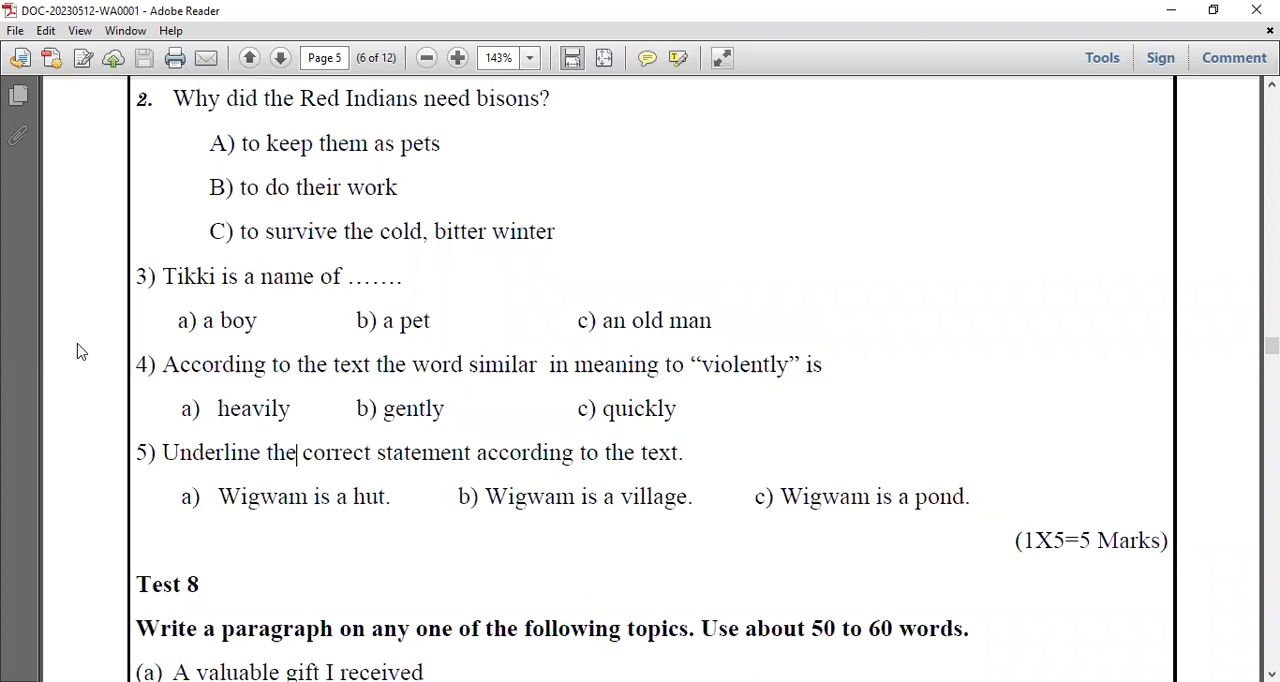 DOC-20230512-WA0001 - Adobe Reader
File Edit View Window Help
Page 5 (6 of 12) 143% Tools Sign Comment
2. Why did the Red Indians need bisons?
A) to keep them as pets
B) to do their work
C) to survive the cold, bitter winter
3) Tikki is a name of …….
a) a boy b) a pet c) an old man
4) According to the text the word similar in meaning to “violently” is
a) heavily b) gently c) quickly
5) Underline the correct statement according to the text.
a) Wigwam is a hut. b) Wigwam is a village. c) Wigwam is a pond.
(1X5=5 Marks)
Test 8
Write a paragraph on any one of the following topics. Use about 50 to 60 words.
(a) A valuable gift I received